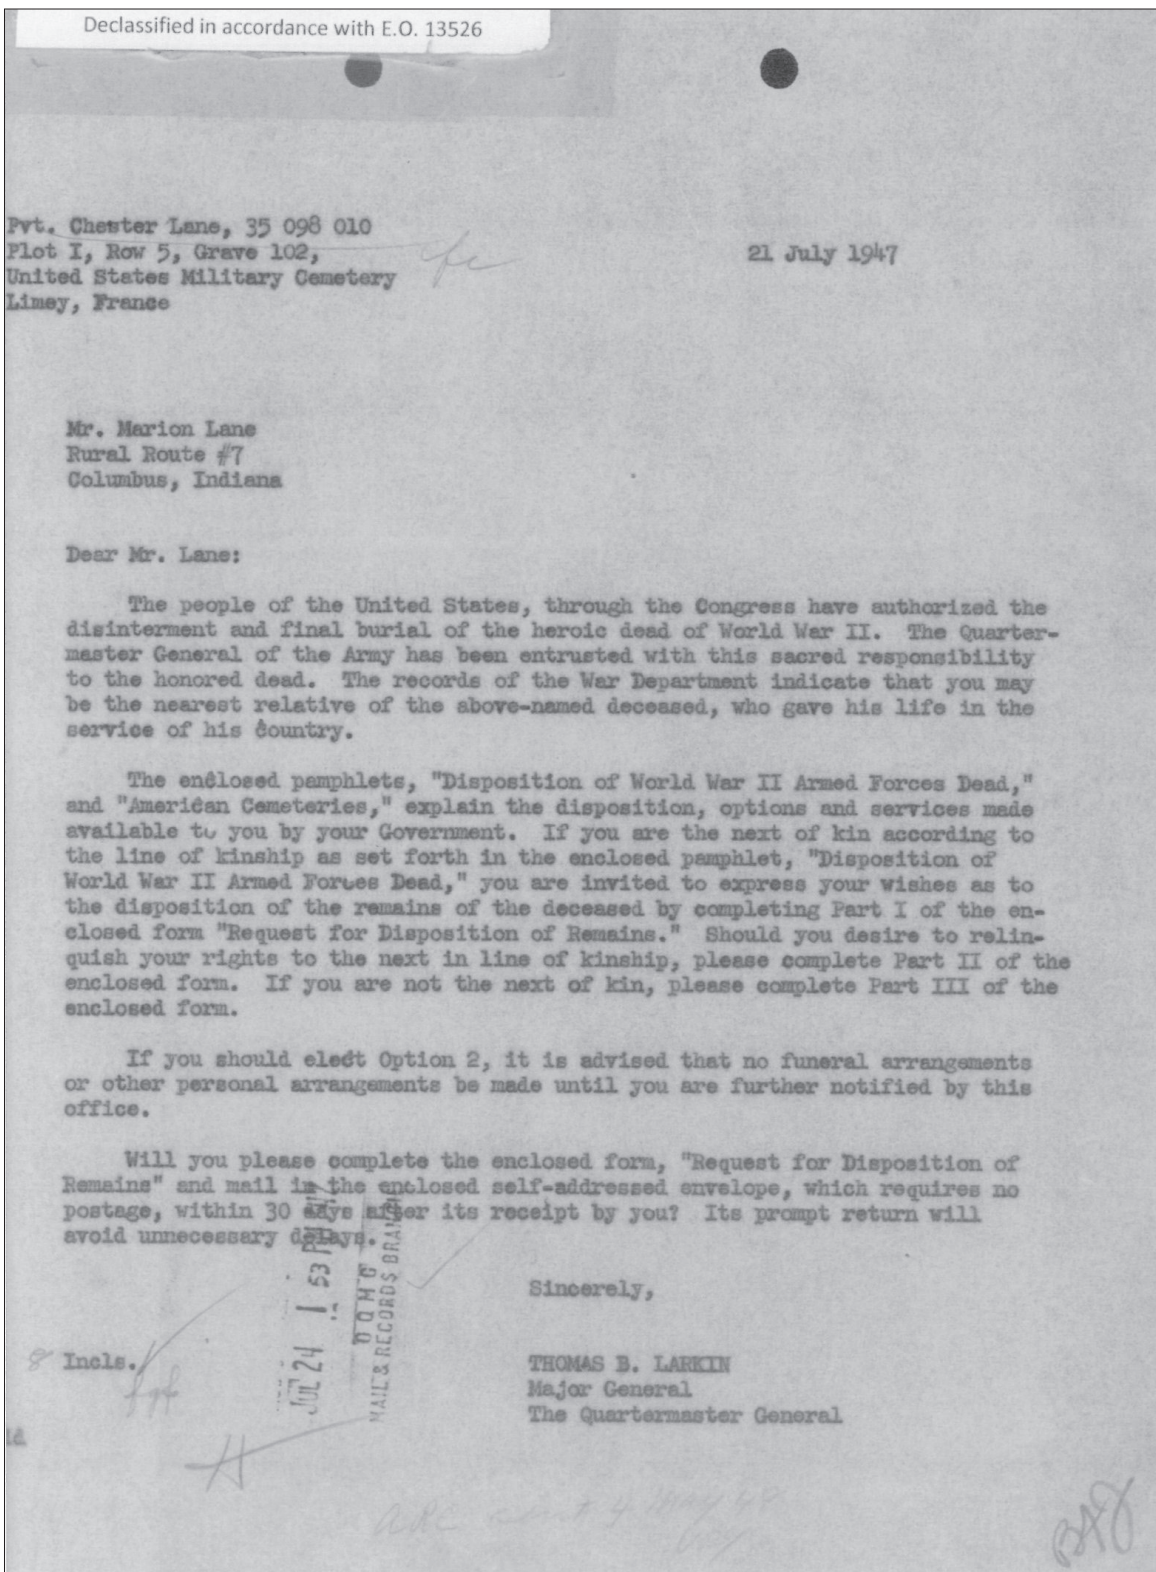 Declassified in accordance with E.O. 13526
Pvt. Chester Lane, 35 098 010
Plot I, Row 5, Grave 102,
United States Military Cemetery
Limey, France
21 July 1947
Mr. Marion Lane
Rural Route #7
Columbus, Indiana
Dear Mr. Lane:
The people of the United States, through the Congress have authorized the
disinterment and final burial of the heroic dead of World War II. The Quarter-
master General of the Army has been entrusted with this sacred responsibility
to the honored dead. The records of the War Department indicate that you may
be the nearest relative of the above-named deceased, who gave his life in the
service of his country.
The enclosed pamphlets, "Disposition of World War II Armed Forces Dead,"
and "American Cemeteries," explain the disposition, options and services made
available to you by your Government. If you are the next of kin according to
the line of kinship as set forth in the enclosed pamphlet, "Disposition of
World War II Armed Forces Dead," you are invited to express your wishes as to
the disposition of the remains of the deceased by completing Part I of the en-
closed form "Request for Disposition of Remains." Should you desire to relin-
quish your rights to the next in line of kinship, please complete Part II of the
enclosed form. If you are not the next of kin, please complete Part III of the
enclosed form.
If you should elect Option 2, it is advised that no funeral arrangements
or other personal arrangements be made until you are further notified by this
office.
Will you please complete the enclosed form, "Request for Disposition of
Remains" and mail in the enclosed self-addressed envelope, which requires no
postage, within 30 days after its receipt by you? Its prompt return will
avoid unnecessary delays.
Sincerely,
8 Incls.
THOMAS B. LARKIN
Major General
The Quartermaster General
JUL 24 1 53 PM
OQMG
MAIL & RECORDS BRANCH
ld
H
ARC